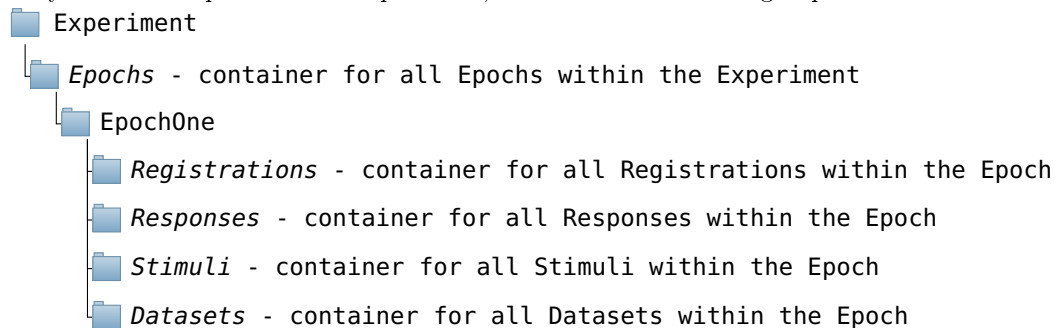 Experiment
Epochs - container for all Epochs within the Experiment
EpochOne
Registrations - container for all Registrations within the Epoch
Responses - container for all Responses within the Epoch
Stimuli - container for all Stimuli within the Epoch
Datasets - container for all Datasets within the Epoch